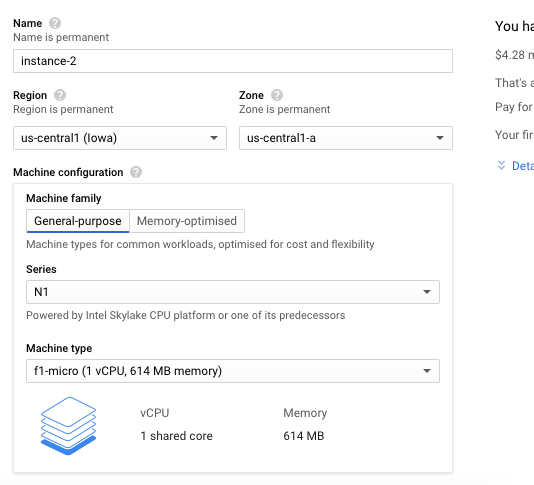 Name
Name is permanent
instance-2
Region
Region is permanent
us-central1 (Iowa)
Zone
Zone is permanent
us-central1-a
Machine configuration
Machine family
General-purpose
Memory-optimised
Machine types for common workloads, optimised for cost and flexibility
Series
N1
Powered by Intel Skylake CPU platform or one of its predecessors
Machine type
f1-micro (1 vCPU, 614 MB memory)
vCPU
Memory
1 shared core
614 MB
You ha
$4.28 m
That's a
Pay for
Your fir
Deta